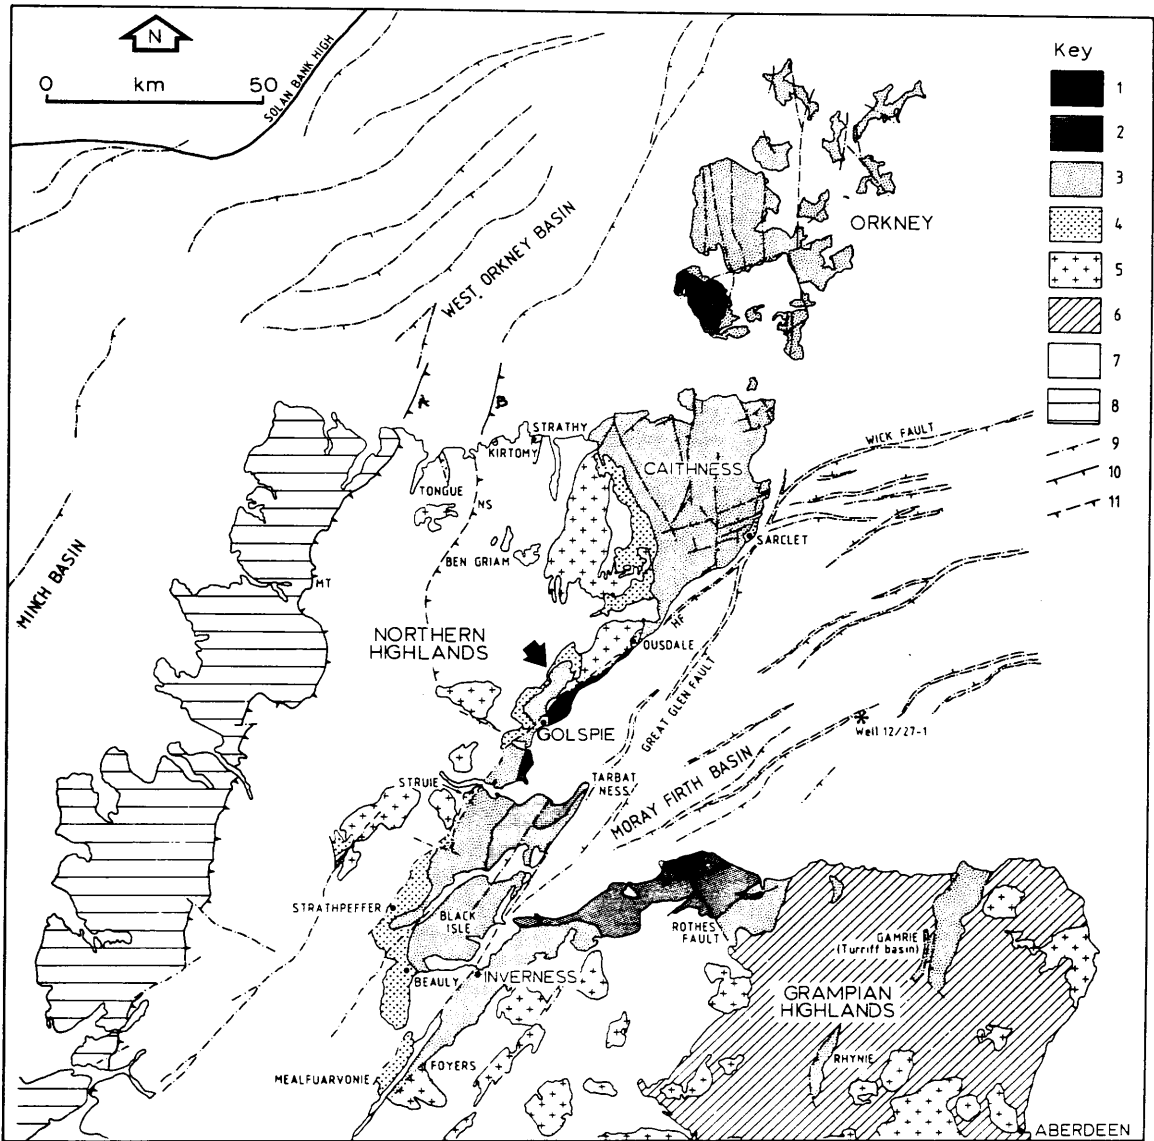 N
0 km 50
SOLAN BANK HIGH
Key
1
2
3
4
5
6
7
8
9
10
11
ORKNEY
WEST ORKNEY BASIN
A
B
STRATHY
KIRTOMY
CAITHNESS
WICK FAULT
TONGUE
NS
SARCLET
BEN GRIAM
MINCH BASIN
MT
HF
NORTHERN
HIGHLANDS
OUSDALE
GREAT GLEN FAULT
GOLSPIE
Well 12/27-1
MORAY FIRTH BASIN
STRUIE
TARBAT
NESS
STRATHPEFFER
BLACK
ISLE
ROTHES
FAULT
GAMRIE
(Turriff basin)
BEAULY
INVERNESS
GRAMPIAN
HIGHLANDS
RHYNIE
MEALFUARVONIE
FOYERS
ABERDEEN